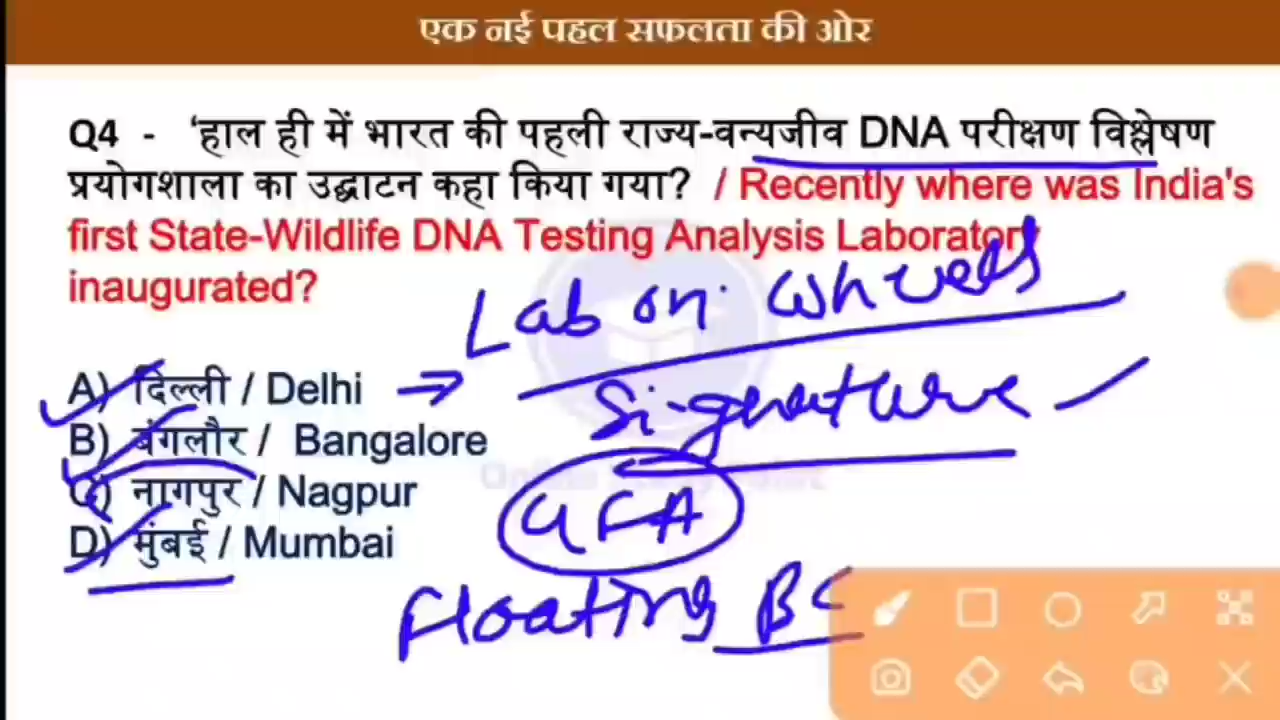 एक नई पहल सफलता की ओर
Q4 - 'हाल ही में भारत की पहली राज्य-वन्यजीव DNA परीक्षण विश्लेषण
प्रयोगशाला का उद्घाटन कहा किया गया? / Recently where was India's
first State-Wildlife DNA Testing Analysis Laboratory
inaugurated?
Lab on wheels
A) दिल्ली / Delhi
Signature
B) बंगलौर / Bangalore
C) नागपुर / Nagpur
D) मुंबई / Mumbai
Floating B